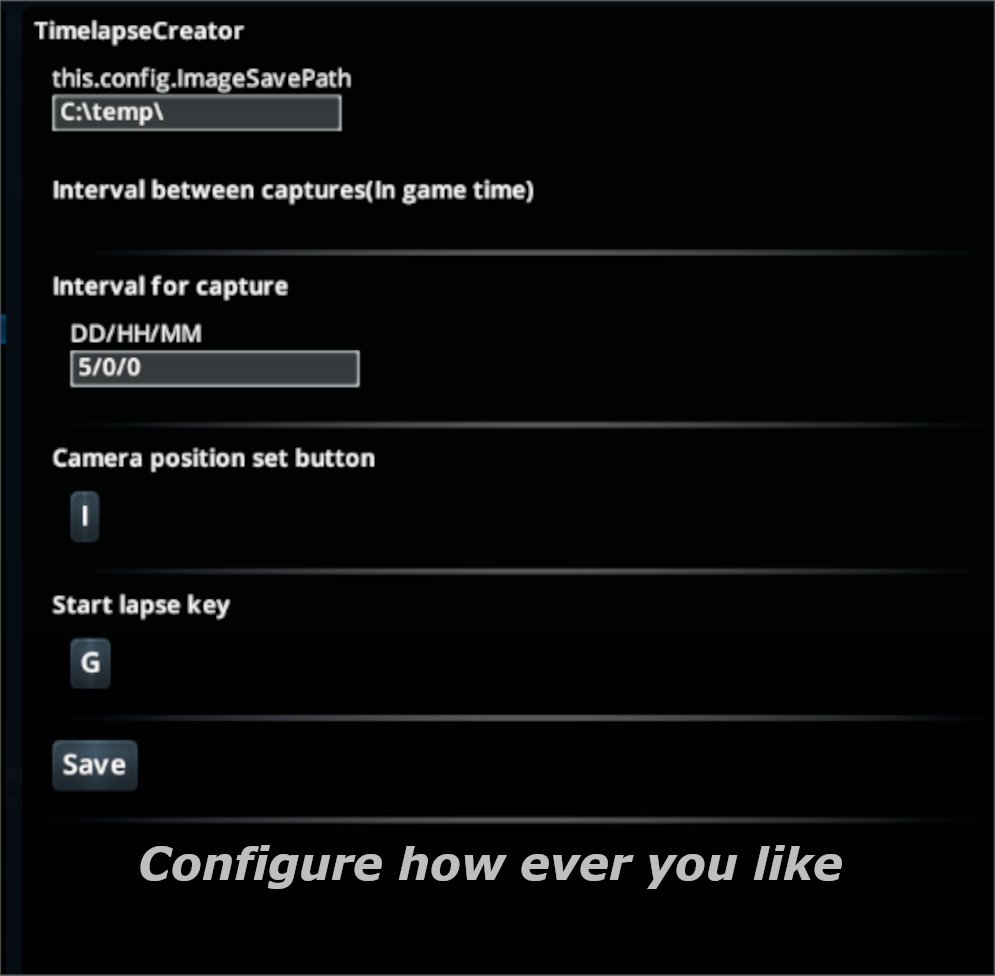 TimelapseCreator
this.config.ImageSavePath
C:\temp\
Interval between captures(In game time)
Interval for capture
DD/HH/MM
5/0/0
Camera position set button
I
Start lapse key
G
Save
Configure how ever you like